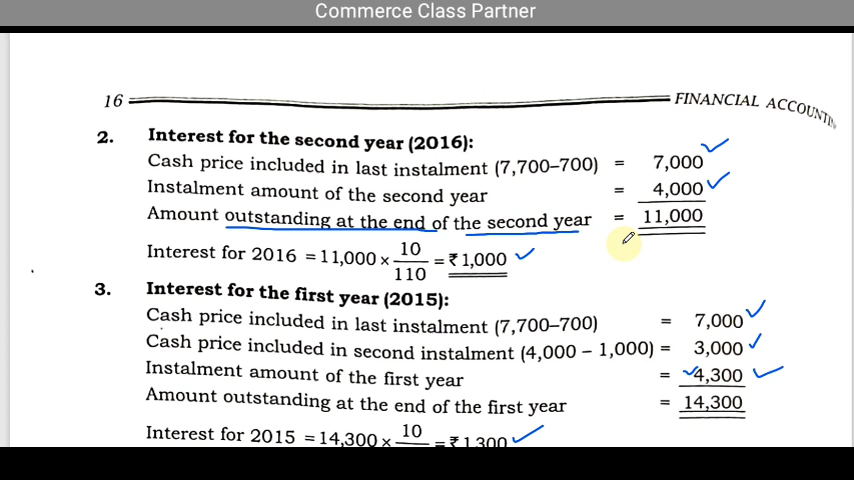 Commerce Class Partner
16 FINANCIAL ACCOUNTIN
2. Interest for the second year (2016):
Cash price included in last instalment (7,700–700) = 7,000
Instalment amount of the second year = 4,000
Amount outstanding at the end of the second year = 11,000
Interest for 2016 = 11,000 × 10/110 = ₹ 1,000
3. Interest for the first year (2015):
Cash price included in last instalment (7,700–700) = 7,000
Cash price included in second instalment (4,000 – 1,000) = 3,000
Instalment amount of the first year = 4,300
Amount outstanding at the end of the first year = 14,300
Interest for 2015 = 14,300 × 10 = ₹ 1,300